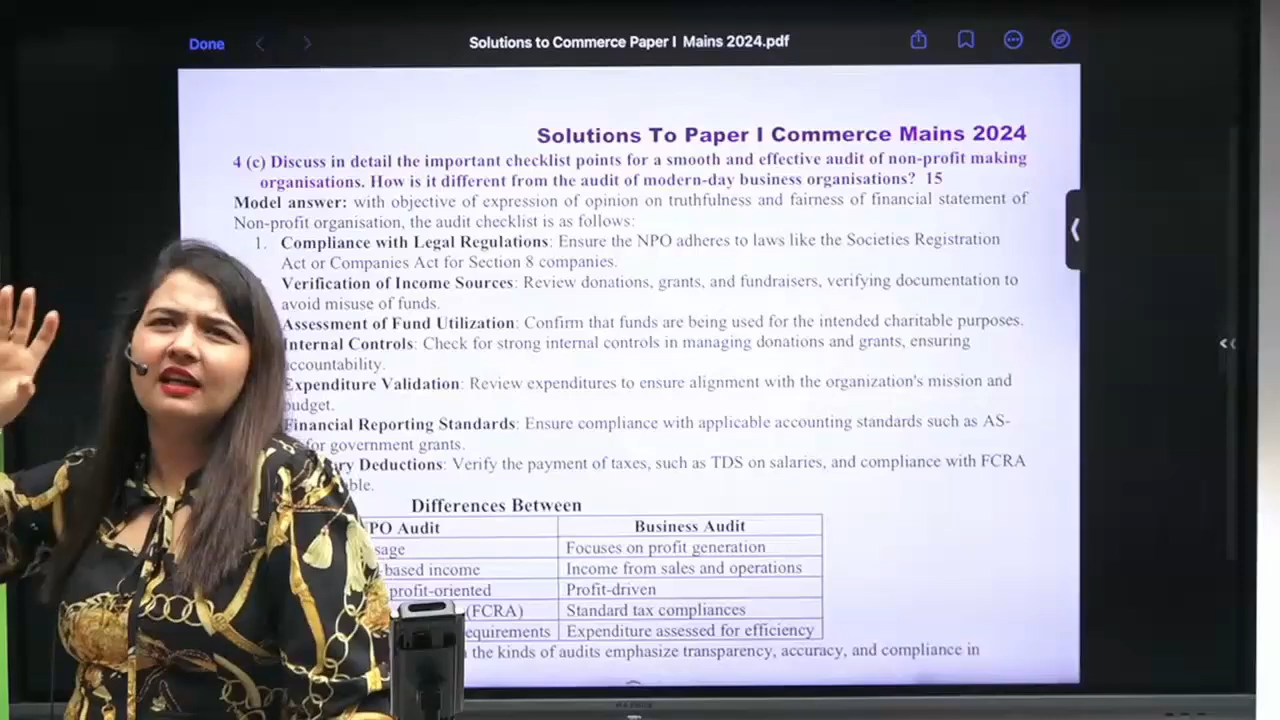 Done
Solutions to Commerce Paper I Mains 2024.pdf
Solutions To Paper I Commerce Mains 2024
4 (c) Discuss in detail the important checklist points for a smooth and effective audit of non-profit making
organisations. How is it different from the audit of modern-day business organisations? 15
Model answer: with objective of expression of opinion on truthfulness and fairness of financial statement of
Non-profit organisation, the audit checklist is as follows:
1. Compliance with Legal Regulations: Ensure the NPO adheres to laws like the Societies Registration
Act or Companies Act for Section 8 companies.
Verification of Income Sources: Review donations, grants, and fundraisers, verifying documentation to
avoid misuse of funds.
Assessment of Fund Utilization: Confirm that funds are being used for the intended charitable purposes.
Internal Controls: Check for strong internal controls in managing donations and grants, ensuring
accountability.
Expenditure Validation: Review expenditures to ensure alignment with the organization's mission and
budget.
Financial Reporting Standards: Ensure compliance with applicable accounting standards such as AS-
for government grants.
Deductions: Verify the payment of taxes, such as TDS on salaries, and compliance with FCRA
Differences Between
Audit Business Audit
Focuses on profit generation
-based income Income from sales and operations
profit-oriented Profit-driven
(FCRA) Standard tax compliances
equirements Expenditure assessed for efficiency
the kinds of audits emphasize transparency, accuracy, and compliance in